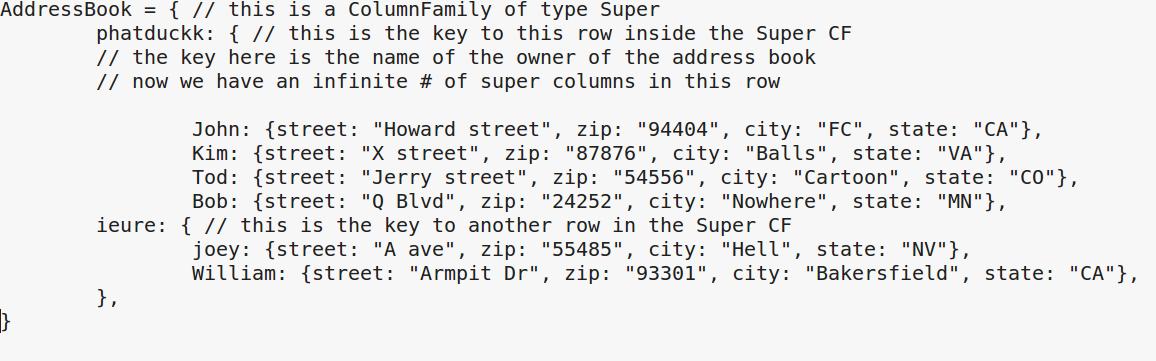 AddressBook = { // this is a ColumnFamily of type Super
phatduckk: { // this is the key to this row inside the Super CF
// the key here is the name of the owner of the address book
// now we have an infinite # of super columns in this row
John: {street: "Howard street", zip: "94404", city: "FC", state: "CA"},
Kim: {street: "X street", zip: "87876", city: "Balls", state: "VA"},
Tod: {street: "Jerry street", zip: "54556", city: "Cartoon", state: "CO"},
Bob: {street: "Q Blvd", zip: "24252", city: "Nowhere", state: "MN"},
ieure: { // this is the key to another row in the Super CF
joey: {street: "A ave", zip: "55485", city: "Hell", state: "NV"},
William: {street: "Armpit Dr", zip: "93301", city: "Bakersfield", state: "CA"},
},
}